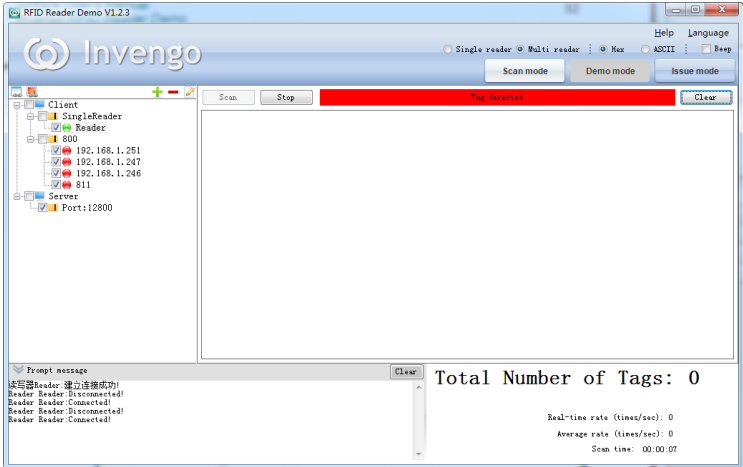 RFID Reader Demo V1.2.3
Help Language
Invengo
Single reader Multi reader Hex ASCII Beep
Scan mode Demo mode Issue mode
Scan Stop Tag detected Clear
Client
SingleReader
Reader
800
192.168.1.251
192.168.1.247
192.168.1.246
811
Server
Port:12800
Prompt message Clear
读写器Reader:建立连接成功!
Reader Reader:Disconnected!
Reader Reader:Connected!
Reader Reader:Disconnected!
Reader Reader:Connected!
Total Number of Tags: 0
Real-time rate (times/sec): 0
Average rate (times/sec): 0
Scan time: 00:00:07